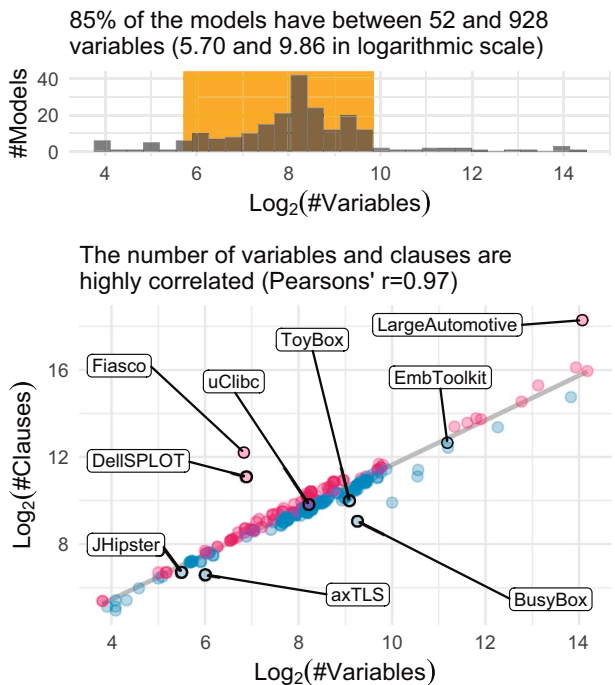 85% of the models have between 52 and 928
variables (5.70 and 9.86 in logarithmic scale)
40
20
0
#Models
4 6 8 10 12 14
Log₂(#Variables)
The number of variables and clauses are
highly correlated (Pearsons' r=0.97)
LargeAutomotive
ToyBox
Fiasco
uClibc
EmbToolkit
DellSPLOT
JHipster
axTLS
BusyBox
16
12
8
Log₂(#Clauses)
4 6 8 10 12 14
Log₂(#Variables)